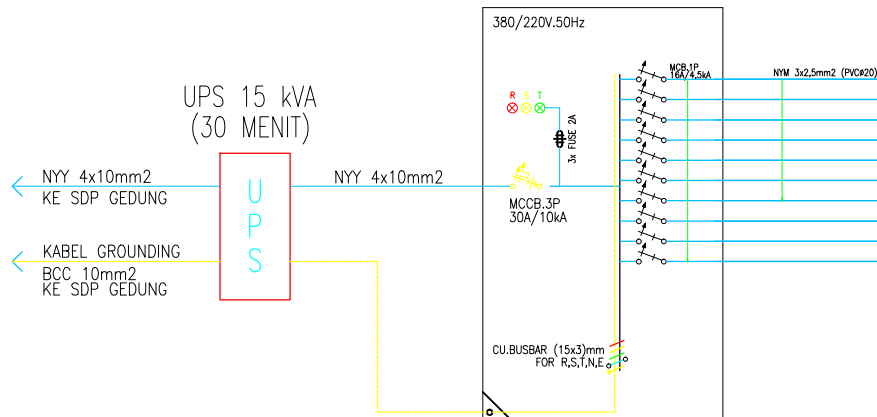 380/220V.50Hz
MCB.1P
16A/4,5kA
NYM 3x2,5mm2 (PVCø20)
R S T
3x FUSE 2A
UPS 15 kVA
(30 MENIT)
NYY 4x10mm2
KE SDP GEDUNG
UPS
NYY 4x10mm2
MCCB.3P
30A/10kA
KABEL GROUNDING
BCC 10mm2
KE SDP GEDUNG
CU.BUSBAR (15x3)mm
FOR R,S,T,N,E